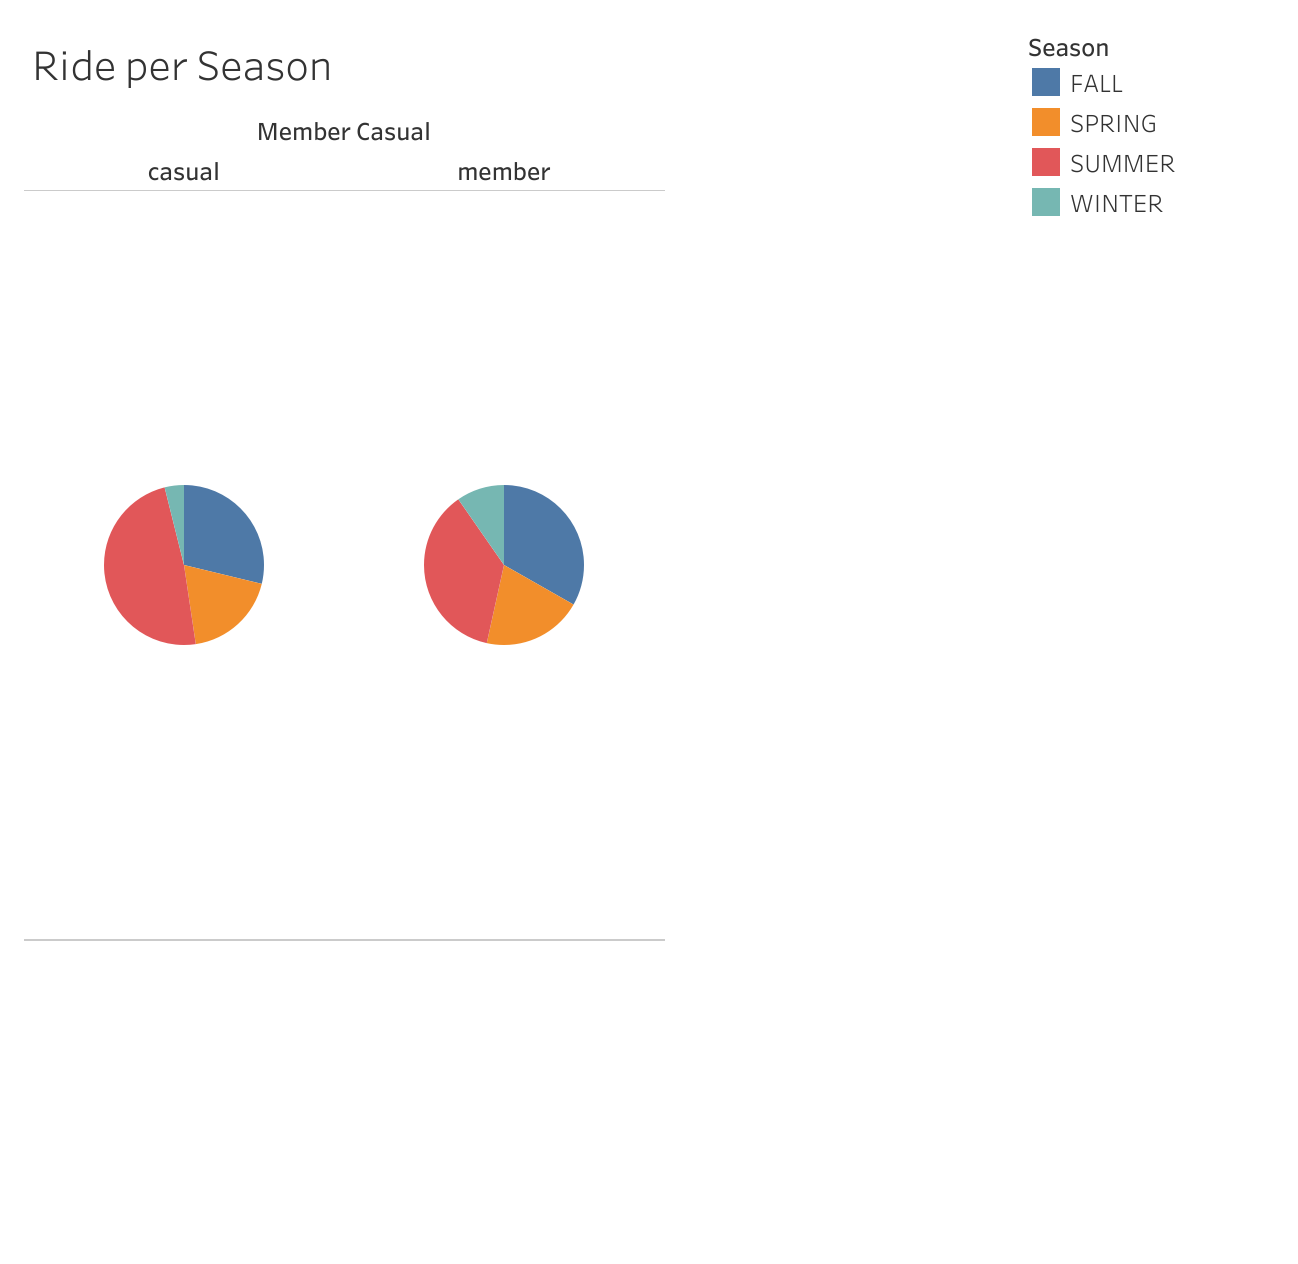 Ride per Season
Member Casual
casual
member
Season
FALL
SPRING
SUMMER
WINTER